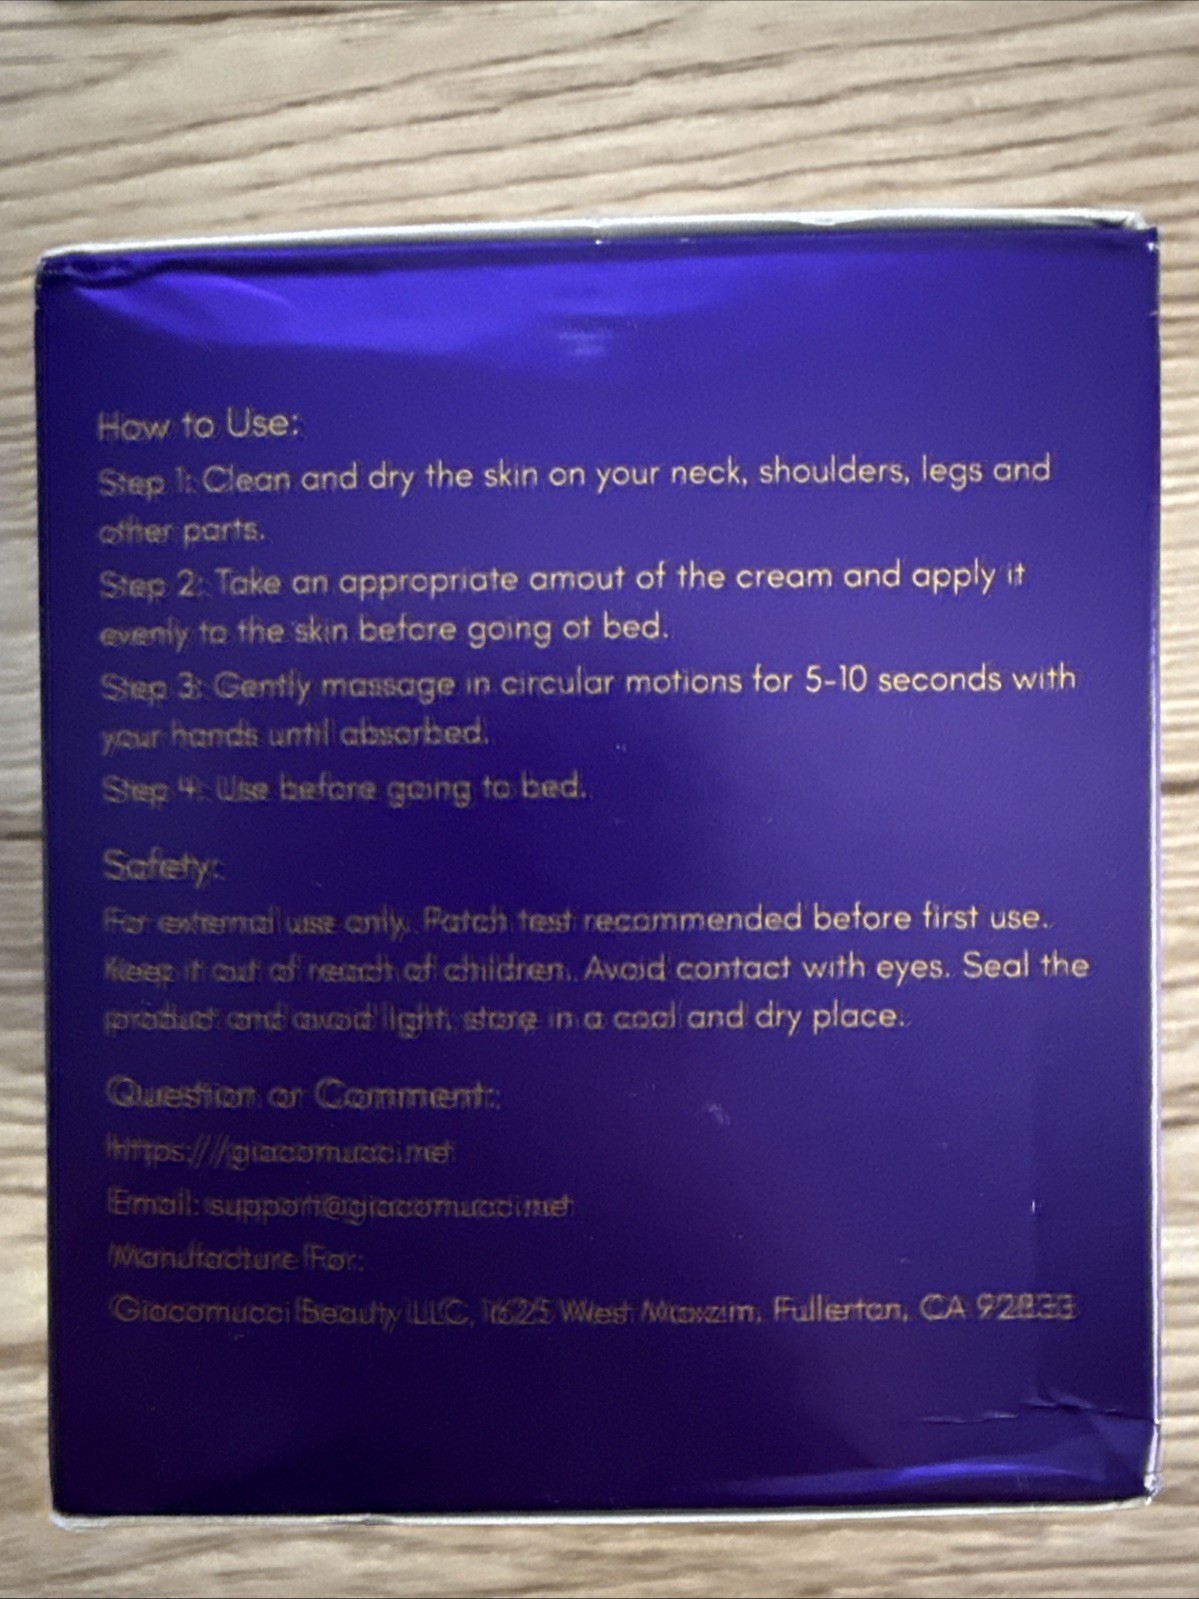 How to Use:
Step 1: Clean and dry the skin on your neck, shoulders, legs and
other parts.
Step 2: Take an appropriate amout of the cream and apply it
evenly to the skin before going ot bed.
Step 3: Gently massage in circular motions for 5-10 seconds with
your hands until absorbed.
Step 4: Use before going to bed.
Safety:
For external use only. Patch test recommended before first use.
Keep it out of reach of children. Avoid contact with eyes. Seal the
product and avoid light, store in a cool and dry place.
Question or Comment:
https://giacomucci.net
Email: support@giacomucci.net
Manufacture For:
Giacomucci Beauty LLC, 1625 West Fullerton, CA 92833